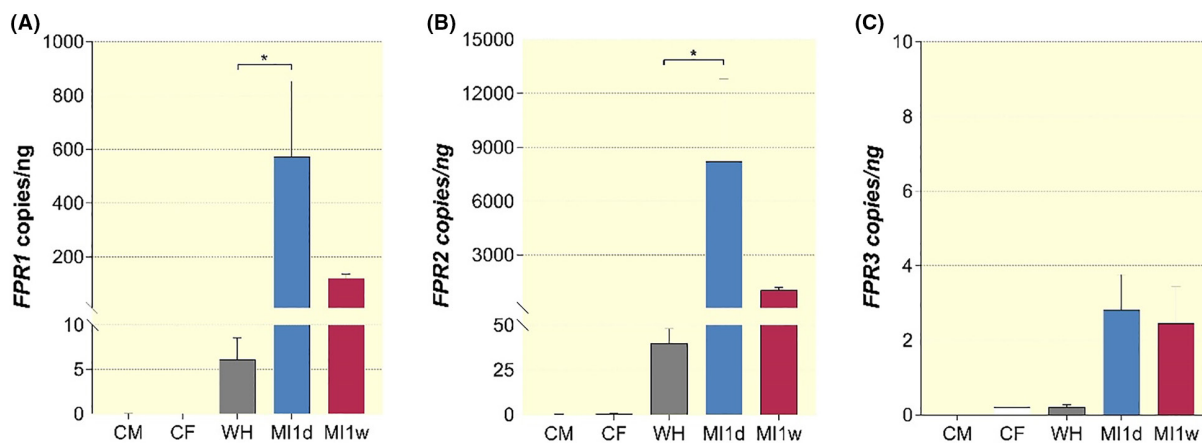 (A)
FPR1 copies/ng
1000
800
600
400
200
10
5
0
*
CM CF WH MI1d MI1w
(B)
FPR2 copies/ng
15000
12000
9000
6000
3000
50
25
0
*
CM CF WH MI1d MI1w
(C)
FPR3 copies/ng
10
8
6
4
2
0
CM CF WH MI1d MI1w